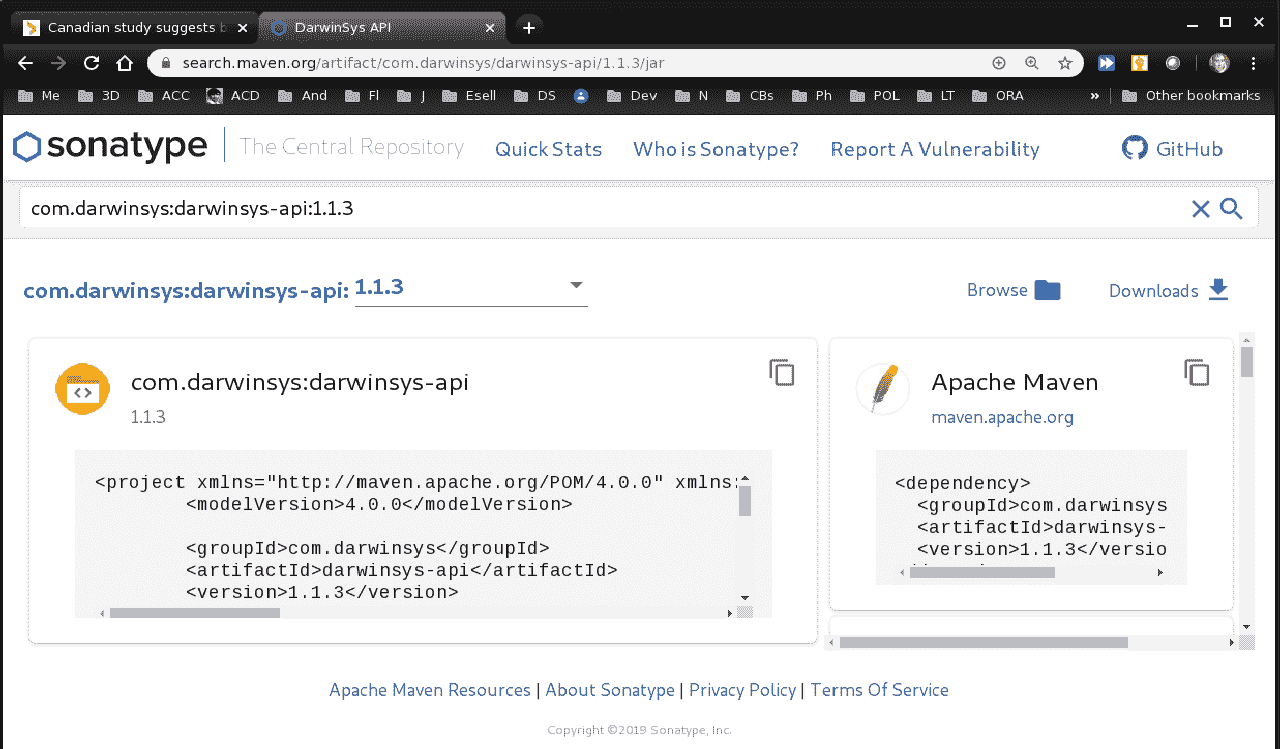 Canadian study suggests b
DarwinSys API
search.maven.org/artifact/com.darwinsys/darwinsys-api/1.1.3/jar
Me 3D ACC ACD And Fl J Esell DS Dev N CBs Ph POL LT ORA » Other bookmarks
sonatype The Central Repository Quick Stats Who is Sonatype? Report A Vulnerability GitHub
com.darwinsys:darwinsys-api:1.1.3
com.darwinsys:darwinsys-api: 1.1.3 Browse Downloads
com.darwinsys:darwinsys-api
1.1.3
<project xmlns="http://maven.apache.org/POM/4.0.0" xmlns:
<modelVersion>4.0.0</modelVersion>
<groupId>com.darwinsys</groupId>
<artifactId>darwinsys-api</artifactId>
<version>1.1.3</version>
Apache Maven
maven.apache.org
<dependency>
<groupId>com.darwinsys
<artifactId>darwinsys-
<version>1.1.3</versio
Apache Maven Resources | About Sonatype | Privacy Policy | Terms Of Service
Copyright ©2019 Sonatype, Inc.